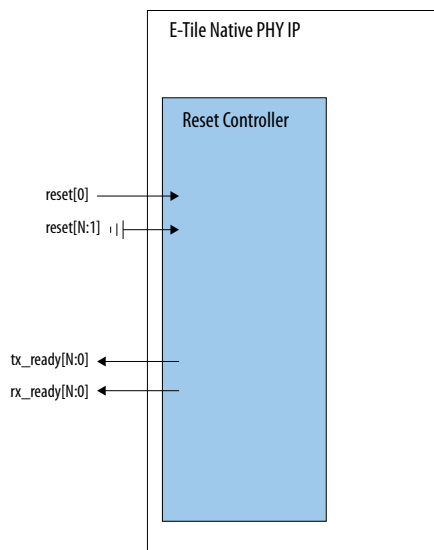 E-Tile Native PHY IP
Reset Controller
reset[0]
reset[N:1]
tx_ready[N:0]
rx_ready[N:0]